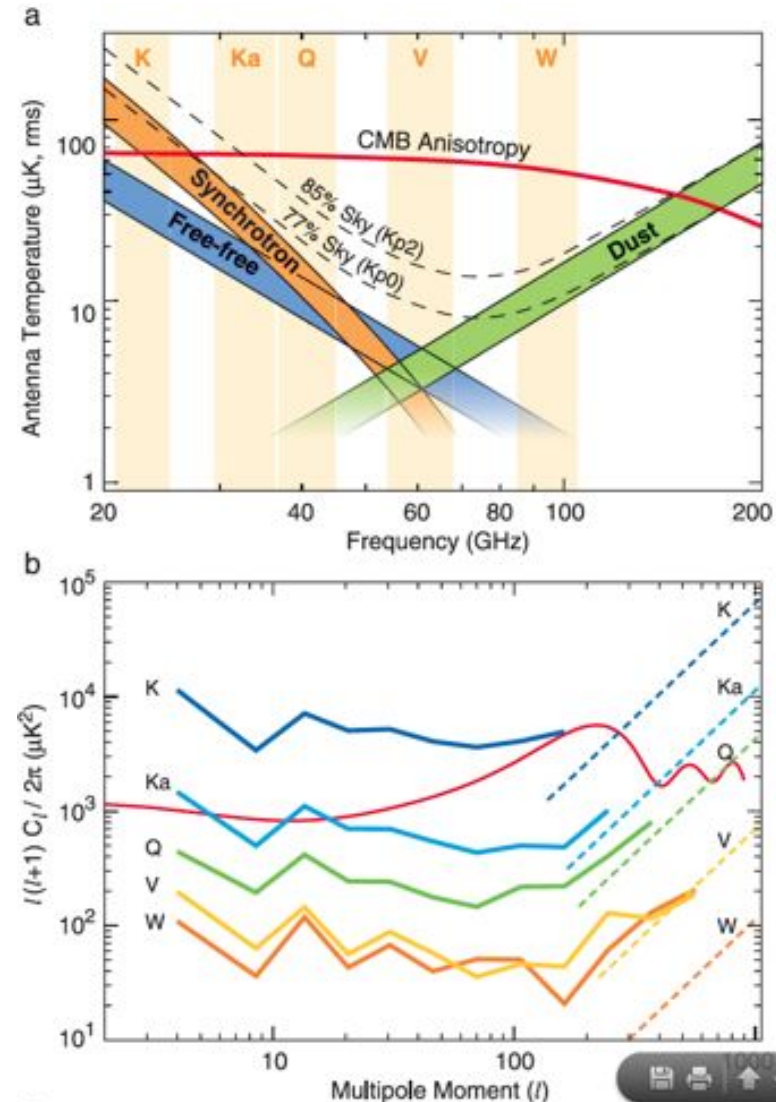 a
K Ka Q V W
CMB Anisotropy
100
85% Sky (Kp2)
77% Sky (Kp0)
Synchrotron
Free-free
Dust
Antenna Temperature (μK, rms)
10
1
20 40 60 80 100 200
Frequency (GHz)
b
10⁵
K
Ka
10⁴
K
Q
10³
Ka
Q
V
V
10²
W
W
l(l+1) Cₗ / 2π (μK²)
10¹
10 100 1000
Multipole Moment (l)